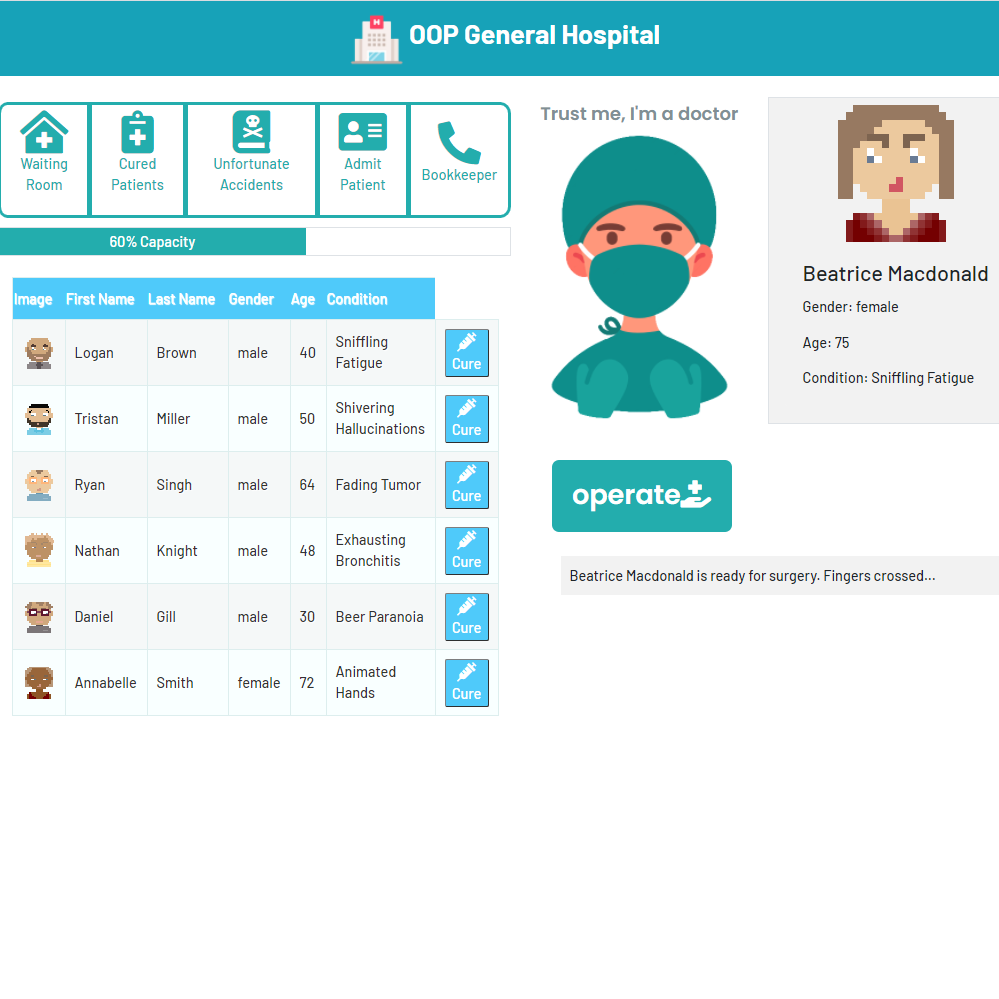 H
OOP General Hospital
Waiting
Room
Cured
Patients
Unfortunate
Accidents
Admit
Patient
Bookkeeper
60% Capacity
Image First Name Last Name Gender Age Condition
Logan Brown male 40 Sniffling
Fatigue
Cure
Tristan Miller male 50 Shivering
Hallucinations
Cure
Ryan Singh male 64 Fading Tumor
Cure
Nathan Knight male 48 Exhausting
Bronchitis
Cure
Daniel Gill male 30 Beer Paranoia
Cure
Annabelle Smith female 72 Animated
Hands
Cure
Trust me, I'm a doctor
operate
Beatrice Macdonald
Gender: female
Age: 75
Condition: Sniffling Fatigue
Beatrice Macdonald is ready for surgery. Fingers crossed...